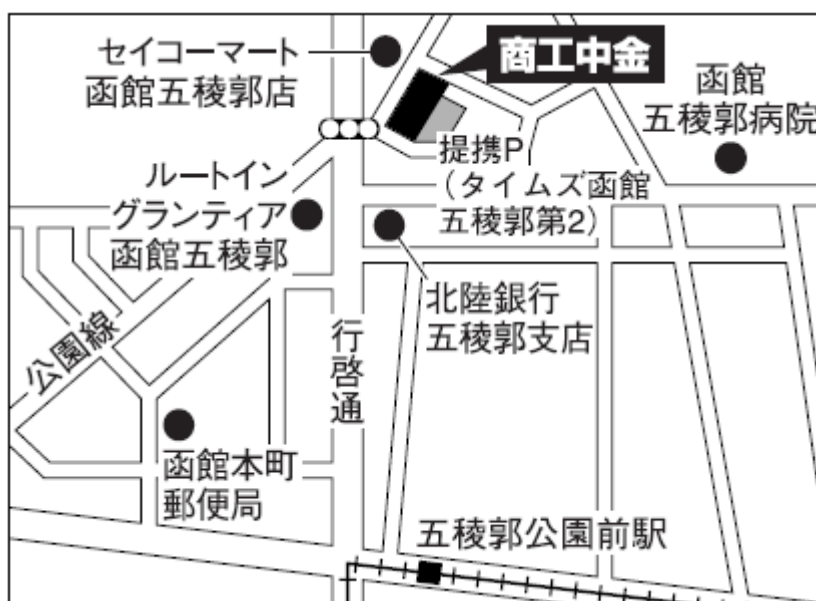 セイコーマート
函館五稜郭店
商工中金
函館
五稜郭病院
提携P
（タイムズ函館
五稜郭第2）
ルートイン
グランティア
函館五稜郭
北陸銀行
五稜郭支店
公園線
行啓通
函館本町
郵便局
五稜郭公園前駅